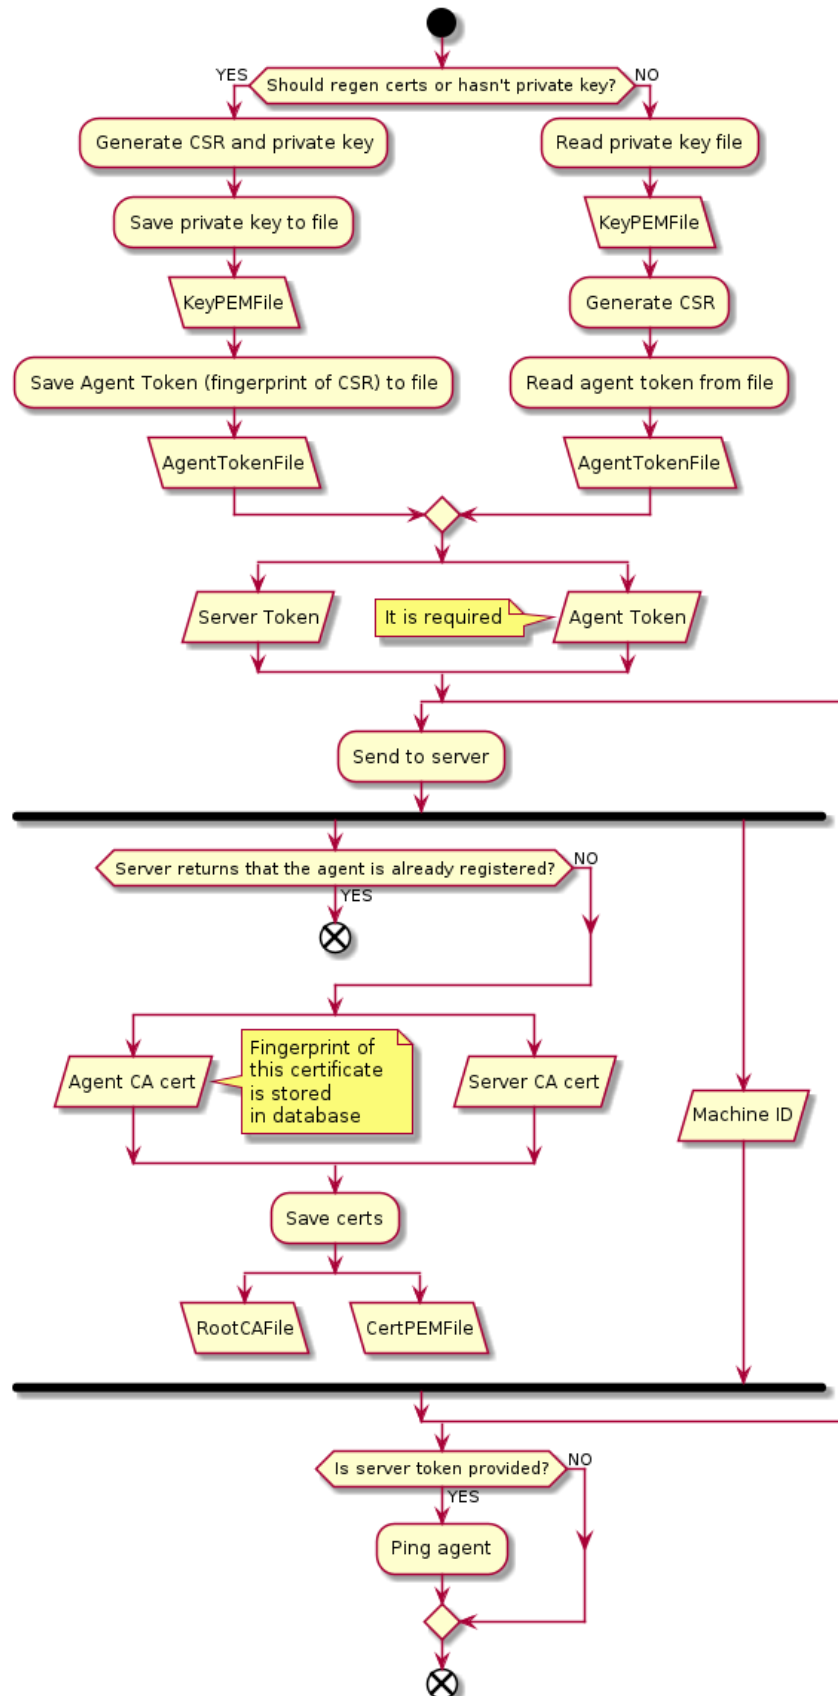 Should regen certs or hasn't private key?
YES
NO
Generate CSR and private key
Read private key file
Save private key to file
KeyPEMFile
KeyPEMFile
Generate CSR
Save Agent Token (fingerprint of CSR) to file
Read agent token from file
AgentTokenFile
AgentTokenFile
Server Token
It is required
Agent Token
Send to server
Server returns that the agent is already registered?
NO
YES
Agent CA cert
Fingerprint of
this certificate
is stored
in database
Server CA cert
Machine ID
Save certs
RootCAFile
CertPEMFile
Is server token provided?
NO
YES
Ping agent